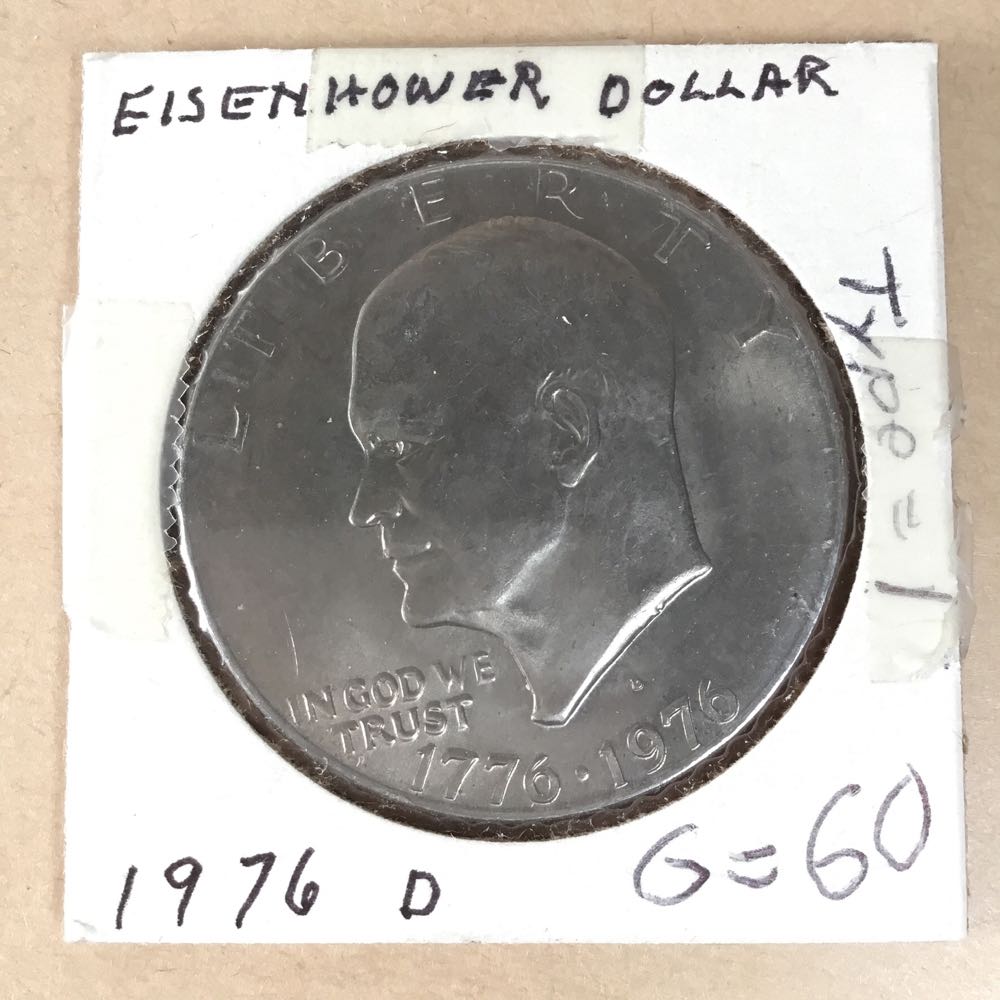 EISENHOWER DOLLAR
LIBERTY
TYPE = 1
IN GOD WE
TRUST
D
1776 · 1976
1976 D
G=60